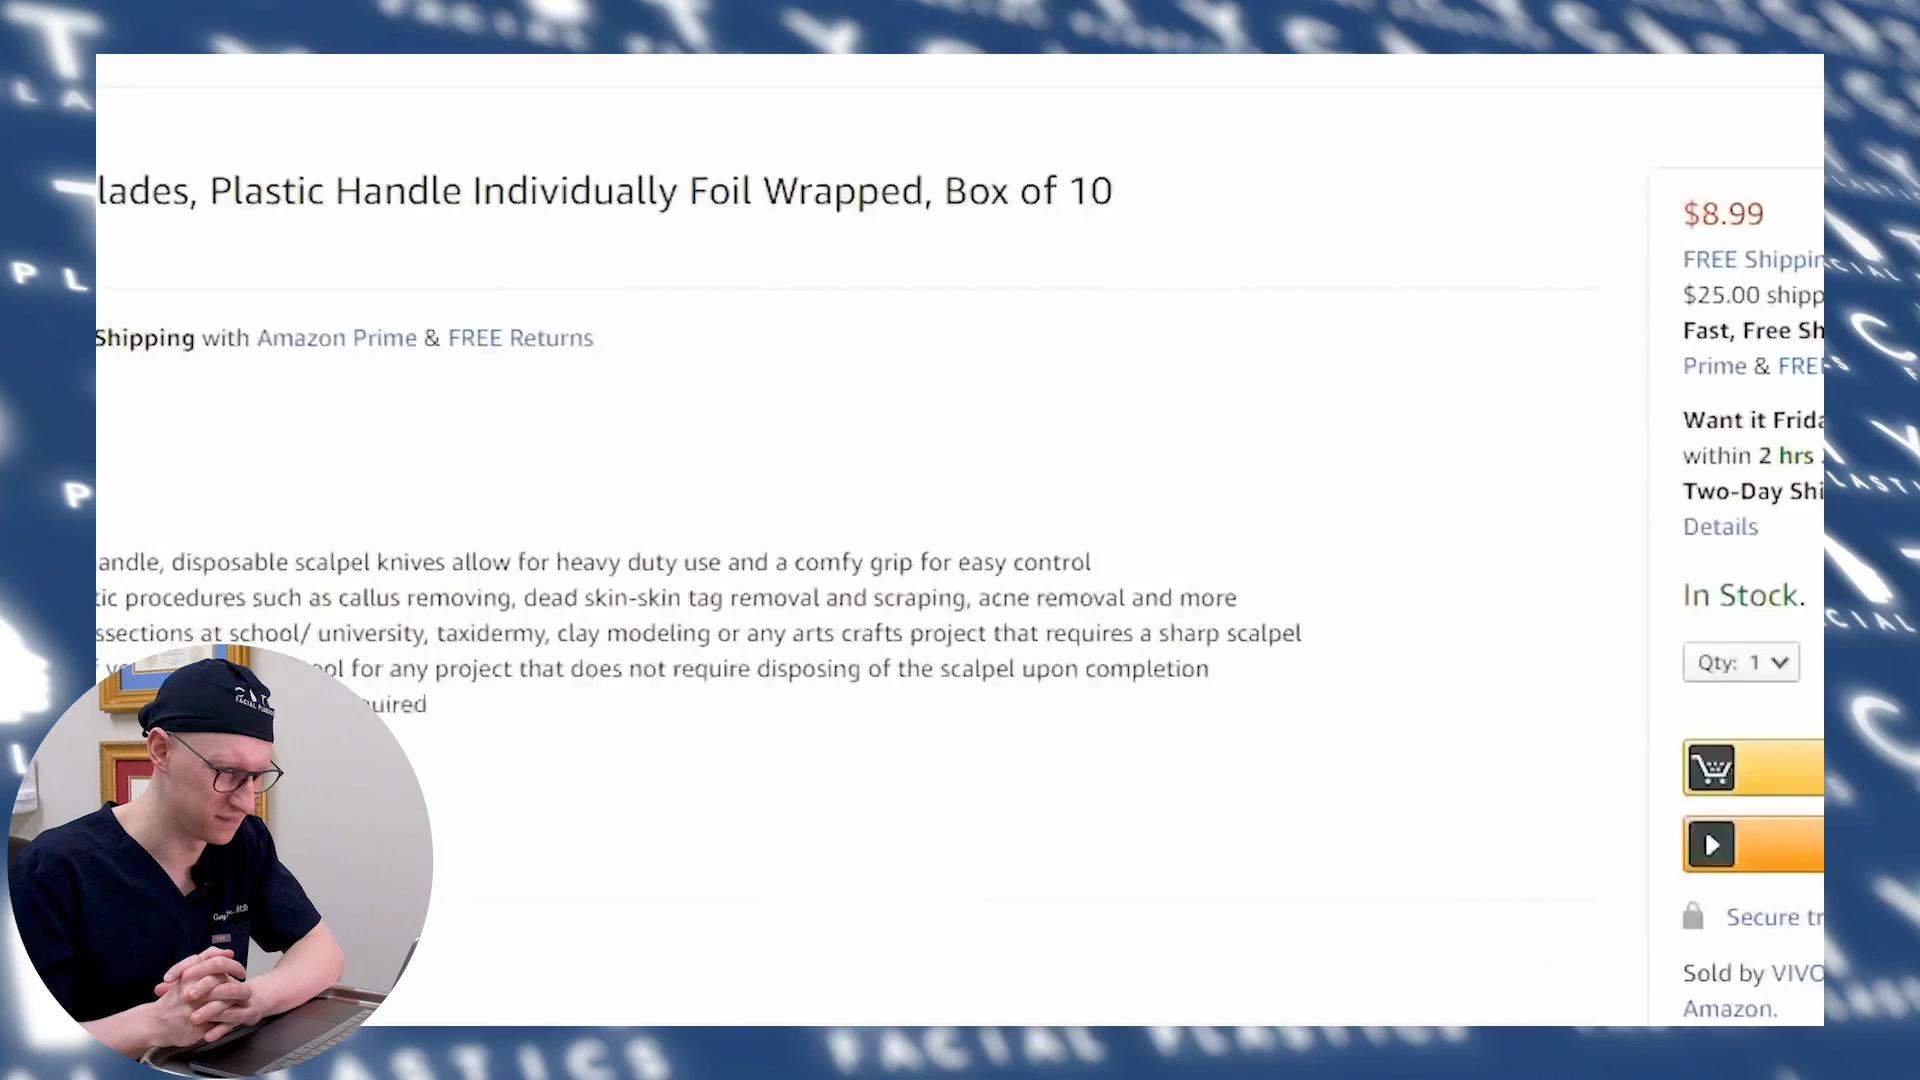 lades, Plastic Handle Individually Foil Wrapped, Box of 10
Shipping with Amazon Prime & FREE Returns
andle, disposable scalpel knives allow for heavy duty use and a comfy grip for easy control
tic procedures such as callus removing, dead skin-skin tag removal and scraping, acne removal and more
ssections at school/ university, taxidermy, clay modeling or any arts crafts project that requires a sharp scalpel
ol for any project that does not require disposing of the scalpel upon completion
uired
$8.99
FREE Shippin
$25.00 shipp
Fast, Free Sh
Prime & FREE
Want it Frida
within 2 hrs
Two-Day Shi
Details
In Stock.
Qty: 1
Secure tr
Sold by VIVO
Amazon.
FACIAL PLASTICS